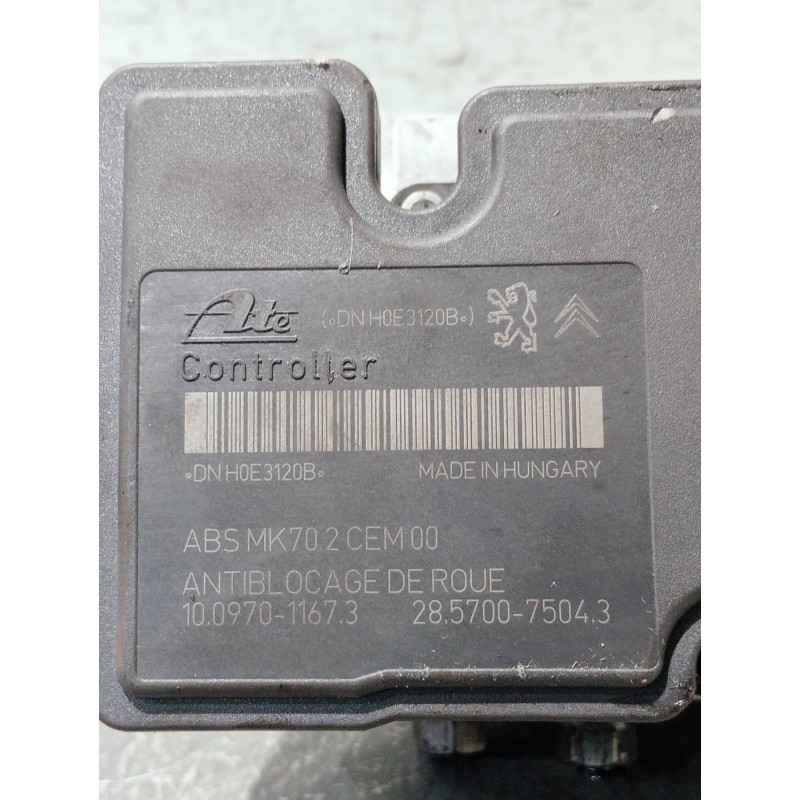 Ate (*DN H0E3120B*)
Controller
*DN H0E3120B* MADE IN HUNGARY
ABS MK70.2 CEM 00
ANTIBLOCAGE DE ROUE
10.0970-1167.3 28.5700-7504.3